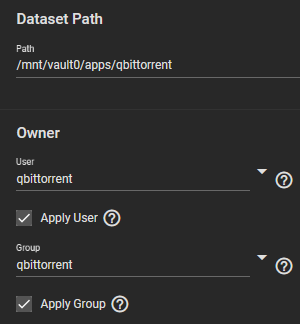 Dataset Path
Path
/mnt/vault0/apps/qbittorrent
Owner
User
qbittorrent
Apply User
Group
qbittorrent
Apply Group